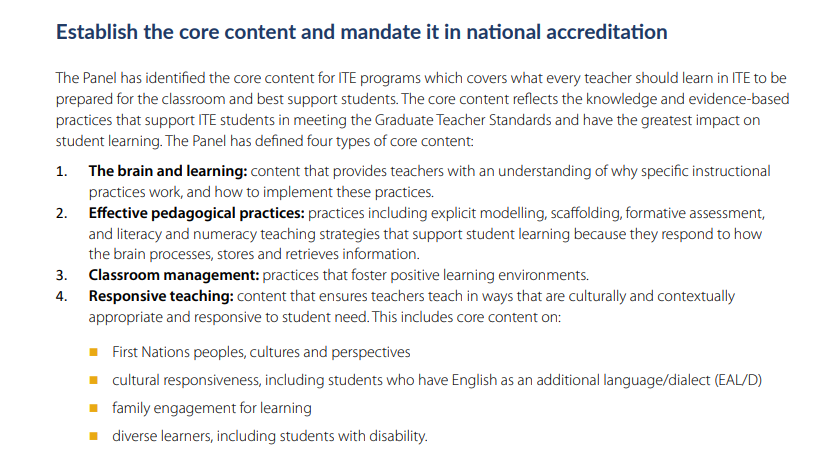 Establish the core content and mandate it in national accreditation
The Panel has identified the core content for ITE programs which covers what every teacher should learn in ITE to be
prepared for the classroom and best support students. The core content reflects the knowledge and evidence-based
practices that support ITE students in meeting the Graduate Teacher Standards and have the greatest impact on
student learning. The Panel has defined four types of core content:
1. The brain and learning: content that provides teachers with an understanding of why specific instructional
practices work, and how to implement these practices.
2. Effective pedagogical practices: practices including explicit modelling, scaffolding, formative assessment,
and literacy and numeracy teaching strategies that support student learning because they respond to how
the brain processes, stores and retrieves information.
3. Classroom management: practices that foster positive learning environments.
4. Responsive teaching: content that ensures teachers teach in ways that are culturally and contextually
appropriate and responsive to student need. This includes core content on:
■ First Nations peoples, cultures and perspectives
■ cultural responsiveness, including students who have English as an additional language/dialect (EAL/D)
■ family engagement for learning
■ diverse learners, including students with disability.